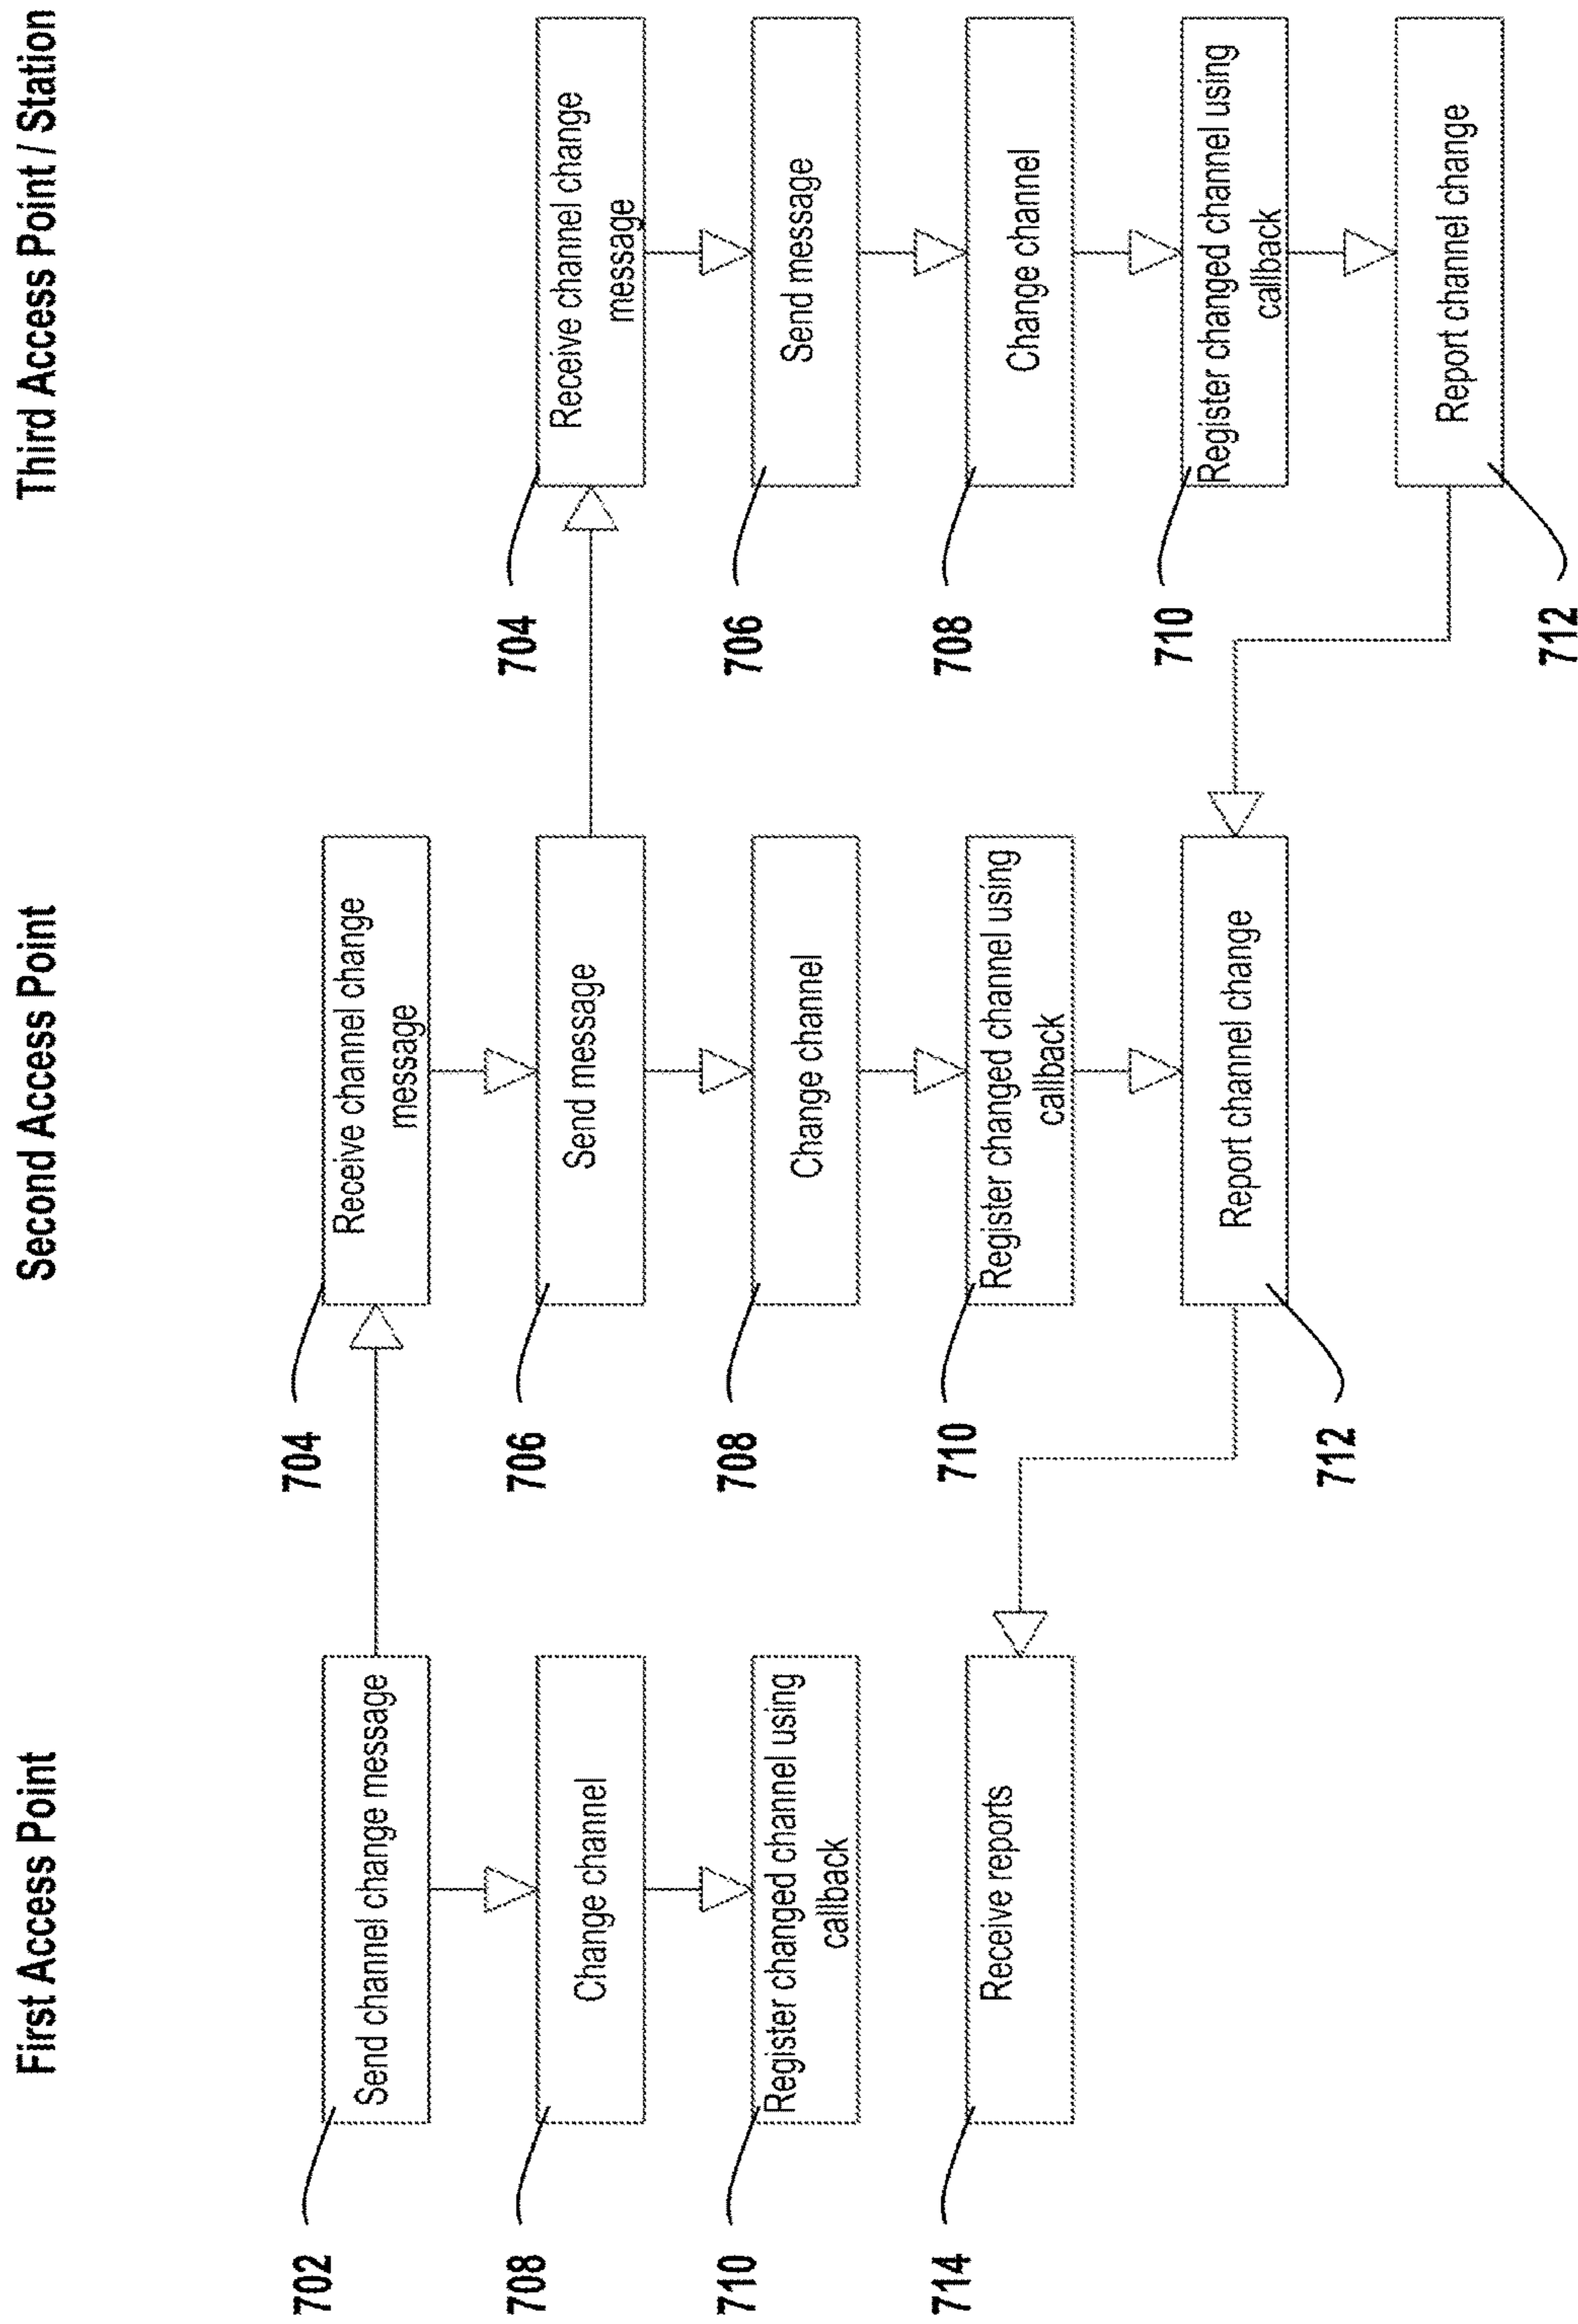 First Access Point
Second Access Point
Third Access Point / Station
702
Send channel change message
708
Change channel
710
Register changed channel using
callback
714
Receive reports
704
Receive channel change
message
706
Send message
708
Change channel
710
Register changed channel using
callback
712
Report channel change
704
Receive channel change
message
706
Send message
708
Change channel
710
Register changed channel using
callback
712
Report channel change